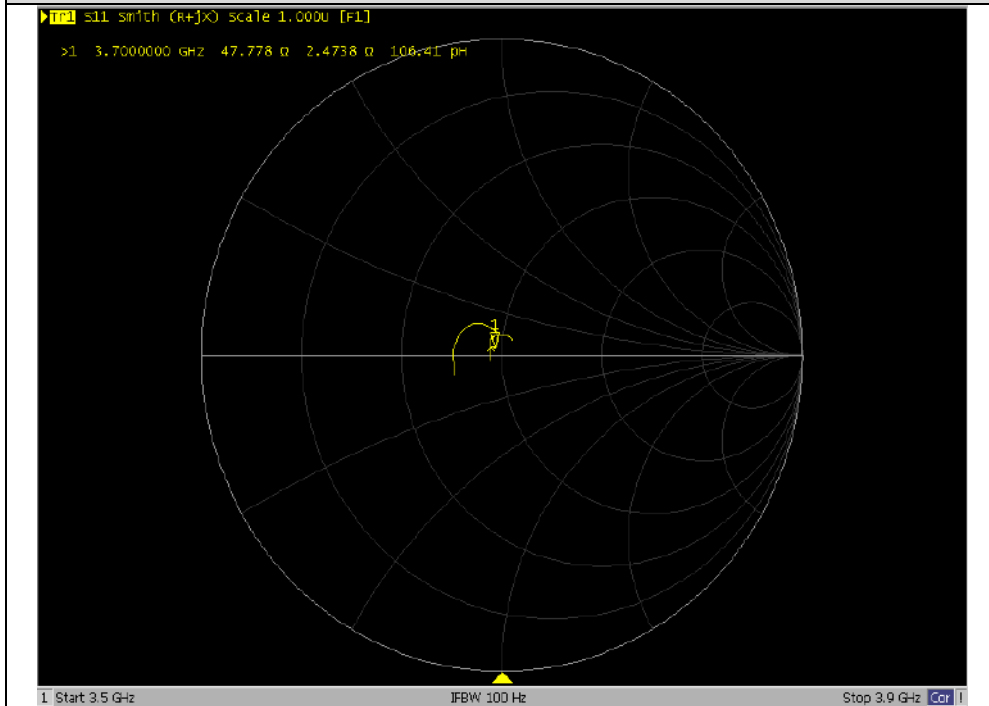 Tr1 S11 Smith (R+jX) Scale 1.000U [F1]
>1 3.7000000 GHz 47.778 Ω 2.4738 Ω 106.41 pH
1
1 Start 3.5 GHz IFBW 100 Hz Stop 3.9 GHz Cor !